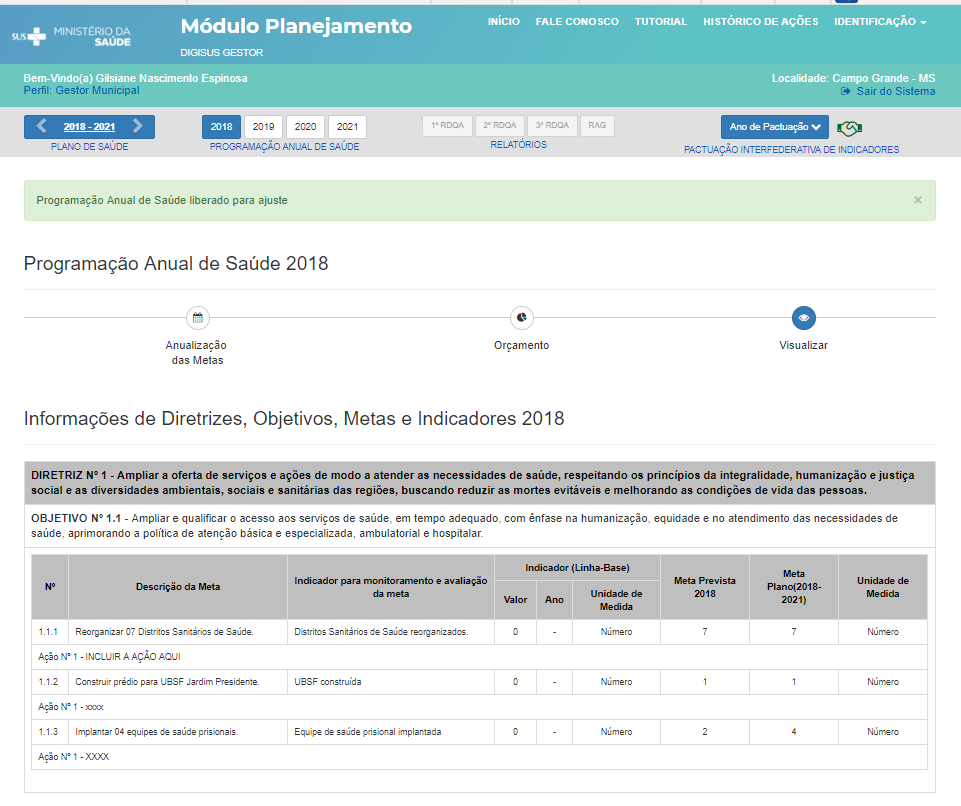 SUS MINISTÉRIO DA SAÚDE
Módulo Planejamento
DIGISUS GESTOR
INÍCIO FALE CONOSCO TUTORIAL HISTÓRICO DE AÇÕES IDENTIFICAÇÃO
Bem-Vindo(a) Gilsiane Nascimento Espinosa
Perfil: Gestor Municipal
Localidade: Campo Grande - MS
Sair do Sistema
2018 - 2021
PLANO DE SAÚDE
2018 2019 2020 2021
PROGRAMAÇÃO ANUAL DE SAÚDE
1º RDQA 2º RDQA 3º RDQA RAG
RELATÓRIOS
Ano de Pactuação
PACTUAÇÃO INTERFEDERATIVA DE INDICADORES
Programação Anual de Saúde liberado para ajuste ×
Programação Anual de Saúde 2018
Anualização
das Metas
Orçamento
Visualizar
Informações de Diretrizes, Objetivos, Metas e Indicadores 2018
DIRETRIZ Nº 1 - Ampliar a oferta de serviços e ações de modo a atender as necessidades de saúde, respeitando os princípios da integralidade, humanização e justiça
social e as diversidades ambientais, sociais e sanitárias das regiões, buscando reduzir as mortes evitáveis e melhorando as condições de vida das pessoas.
OBJETIVO Nº 1.1 - Ampliar e qualificar o acesso aos serviços de saúde, em tempo adequado, com ênfase na humanização, equidade e no atendimento das necessidades de
saúde, aprimorando a política de atenção básica e especializada, ambulatorial e hospitalar.
Nº
Descrição da Meta
Indicador para monitoramento e avaliação
da meta
Indicador (Linha-Base)
Valor
Ano
Unidade de
Medida
Meta Prevista
2018
Meta
Plano(2018-
2021)
Unidade de
Medida
1.1.1 Reorganizar 07 Distritos Sanitários de Saúde. Distritos Sanitários de Saúde reorganizados. 0 - Número 7 7 Número
Ação Nº 1 - INCLUIR A AÇÃO AQUI
1.1.2 Construir prédio para UBSF Jardim Presidente. UBSF construída 0 - Número 1 1 Número
Ação Nº 1 - xxxx
1.1.3 Implantar 04 equipes de saúde prisionais. Equipe de saúde prisional implantada 0 - Número 2 4 Número
Ação Nº 1 - XXXX